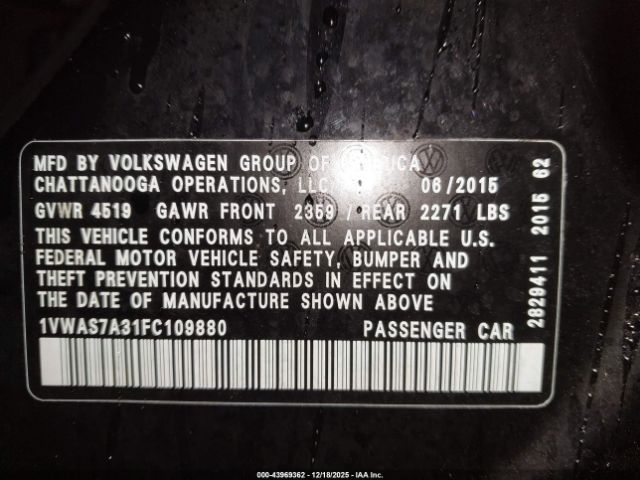 MFD BY VOLKSWAGEN GROUP OF
CHATTANOOGA OPERATIONS, LLC 06/2015
GVWR 4519 GAWR FRONT 2359 / REAR 2271 LBS
THIS VEHICLE CONFORMS TO ALL APPLICABLE U.S.
FEDERAL MOTOR VEHICLE SAFETY, BUMPER AND
THEFT PREVENTION STANDARDS IN EFFECT ON
THE DATE OF MANUFACTURE SHOWN ABOVE
1VWAS7A31FC109880 PASSENGER CAR
2829411 2015 62
000-43969362 - 12/18/2025 - IAA Inc.